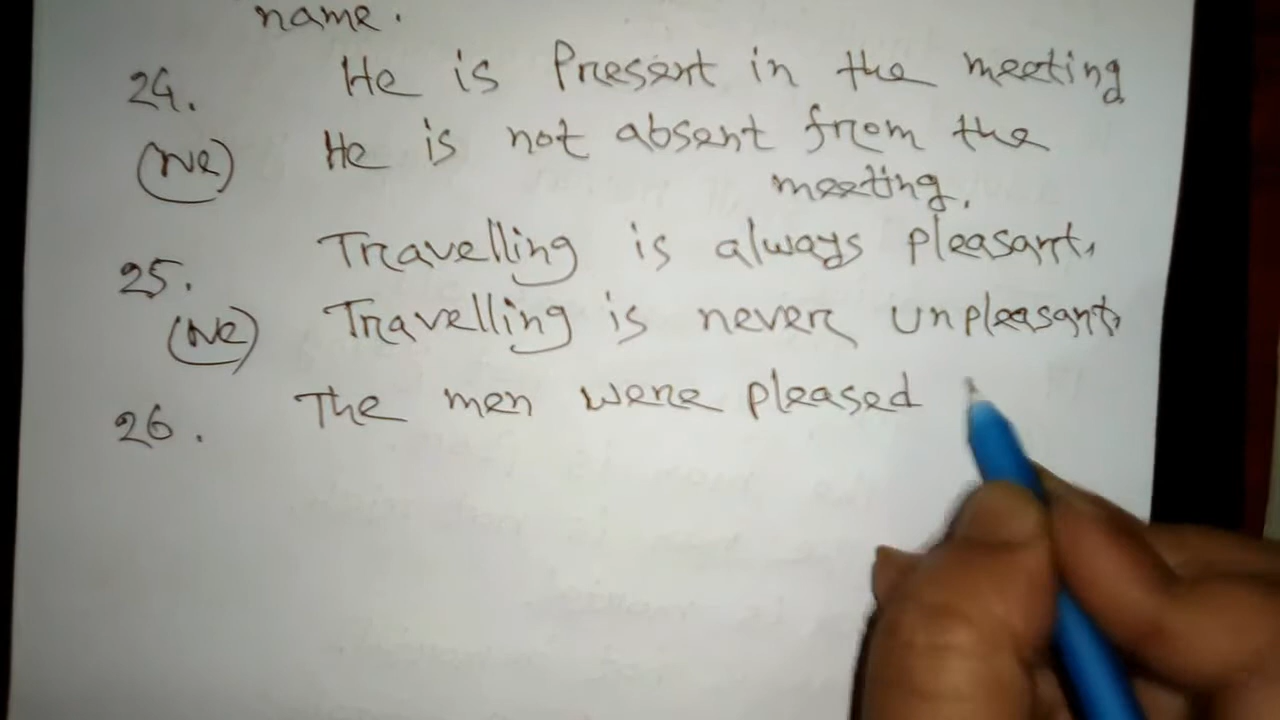 name.
24. He is Present in the meeting
(Ne) He is not absent from the
meeting.
25. Travelling is always pleasant.
(Ne) Travelling is never unpleasant.
26. The men were pleased